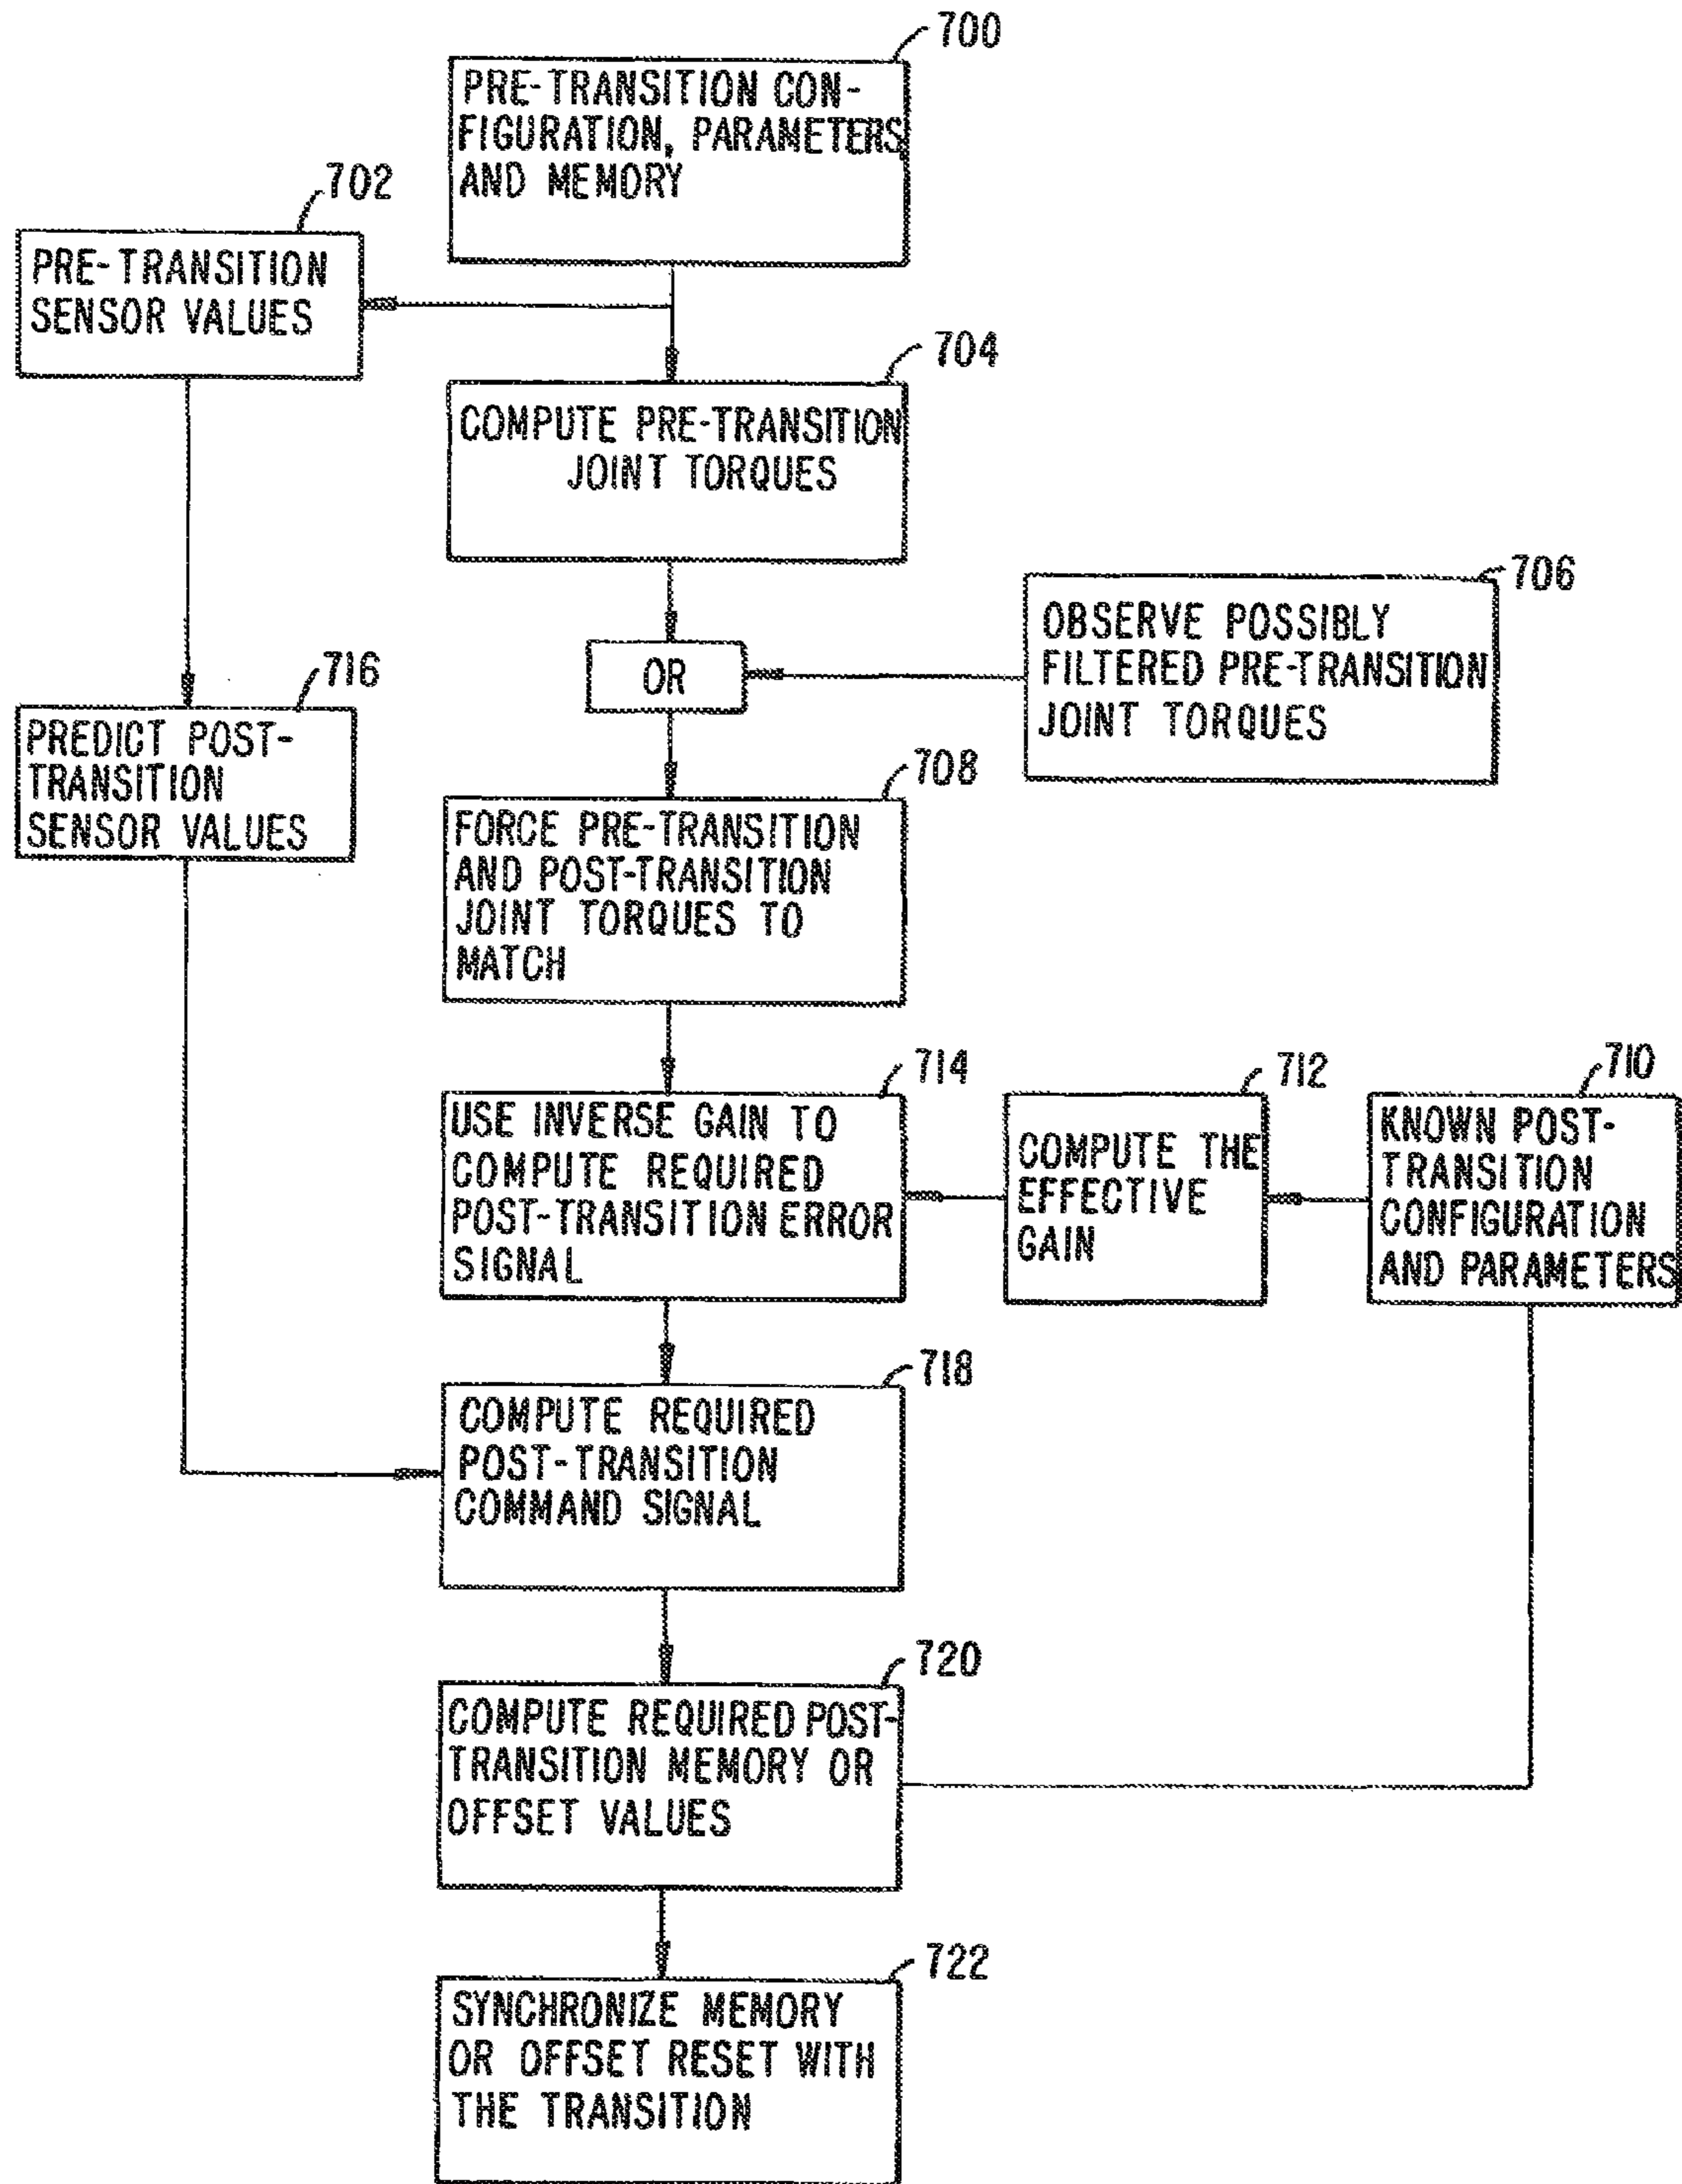 700
PRE-TRANSITION CON-
FIGURATION, PARAMETERS
AND MEMORY
702
PRE-TRANSITION
SENSOR VALUES
704
COMPUTE PRE-TRANSITION
JOINT TORQUES
706
OBSERVE POSSIBLY
FILTERED PRE-TRANSITION
JOINT TORQUES
OR
716
PREDICT POST-
TRANSITION
SENSOR VALUES
708
FORCE PRE-TRANSITION
AND POST-TRANSITION
JOINT TORQUES TO
MATCH
714
USE INVERSE GAIN TO
COMPUTE REQUIRED
POST-TRANSITION ERROR
SIGNAL
712
COMPUTE THE
EFFECTIVE
GAIN
710
KNOWN POST-
TRANSITION
CONFIGURATION
AND PARAMETERS
718
COMPUTE REQUIRED
POST-TRANSITION
COMMAND SIGNAL
720
COMPUTE REQUIRED POST-
TRANSITION MEMORY OR
OFFSET VALUES
722
SYNCHRONIZE MEMORY
OR OFFSET RESET WITH
THE TRANSITION